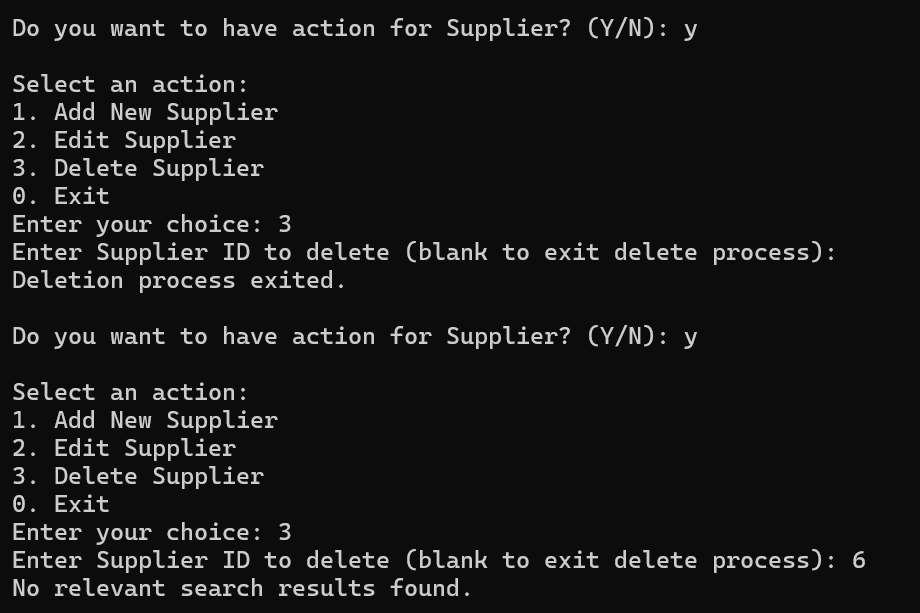 Do you want to have action for Supplier? (Y/N): y
Select an action:
1. Add New Supplier
2. Edit Supplier
3. Delete Supplier
0. Exit
Enter your choice: 3
Enter Supplier ID to delete (blank to exit delete process):
Deletion process exited.
Do you want to have action for Supplier? (Y/N): y
Select an action:
1. Add New Supplier
2. Edit Supplier
3. Delete Supplier
0. Exit
Enter your choice: 3
Enter Supplier ID to delete (blank to exit delete process): 6
No relevant search results found.